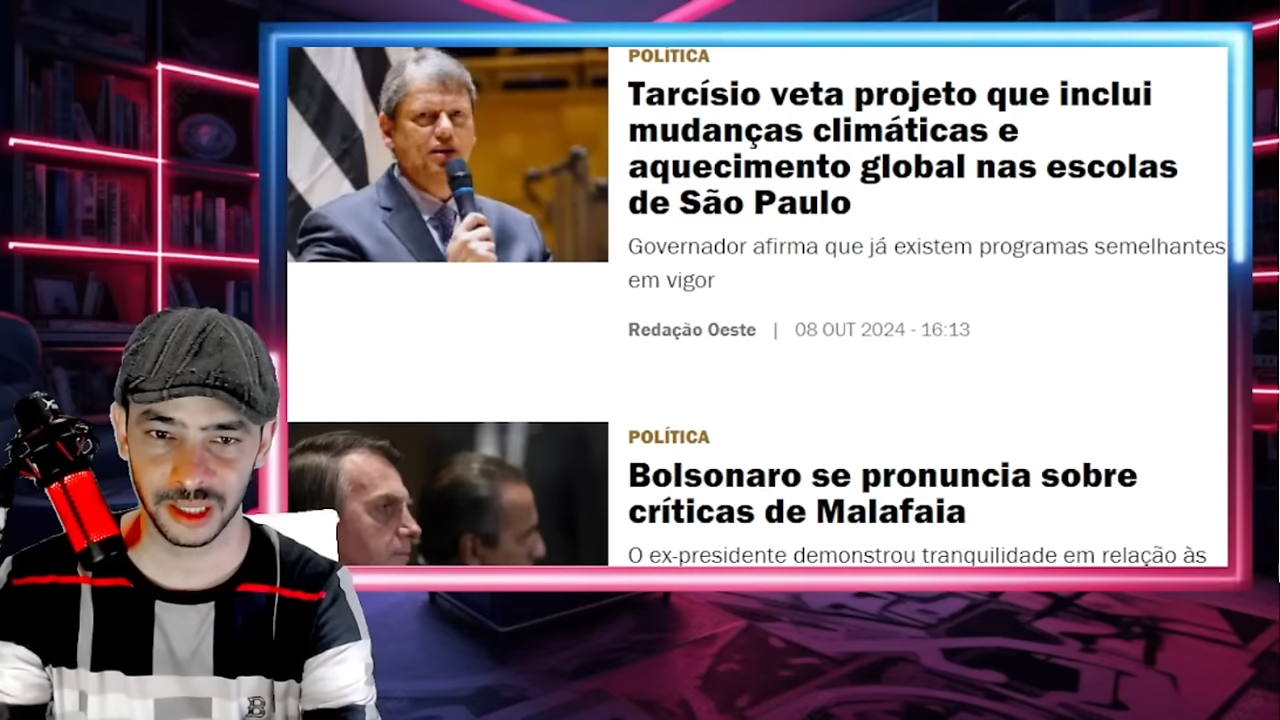 POLÍTICA
Tarcísio veta projeto que inclui
mudanças climáticas e
aquecimento global nas escolas
de São Paulo
Governador afirma que já existem programas semelhantes
em vigor
Redação Oeste | 08 OUT 2024 - 16:13
POLÍTICA
Bolsonaro se pronuncia sobre
críticas de Malafaia
O ex-presidente demonstrou tranquilidade em relação às